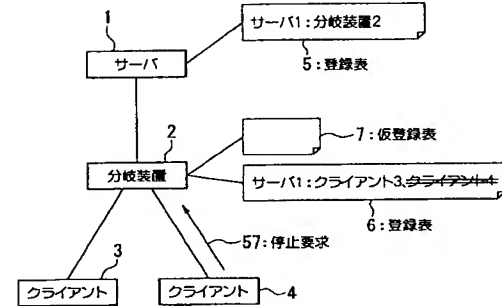 1
サーバ
サーバ1:分岐装置2
5:登録表
2
分岐装置
7:仮登録表
サーバ1:クライアント3、クライアント4
6:登録表
57:停止要求
3
クライアント
クライアント
4